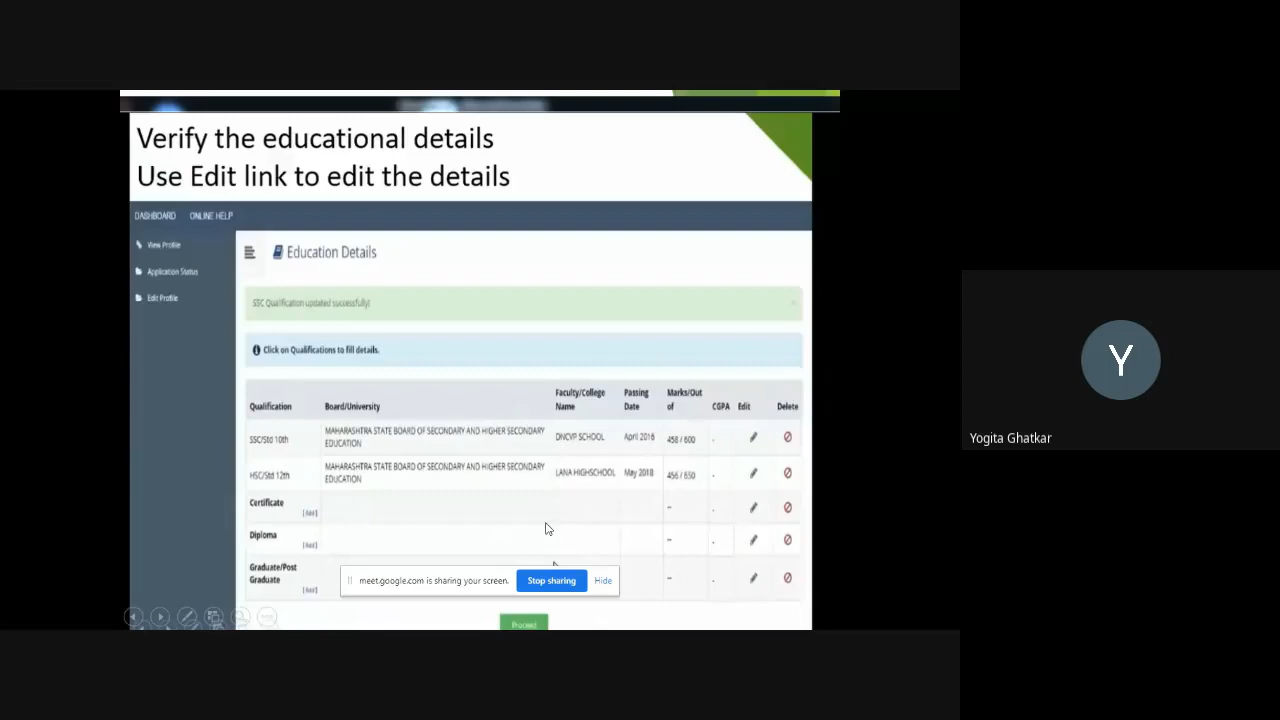 Verify the educational details
Use Edit link to edit the details
DASHBOARD ONLINE HELP
View Profile
Application Status
Edit Profile
Education Details
SSC Qualification updated successfully!
Click on Qualifications to fill details.
Qualification Board/University Faculty/College Name Passing Date Marks/Out of CGPA Edit Delete
SSC/Std 10th MAHARASHTRA STATE BOARD OF SECONDARY AND HIGHER SECONDARY EDUCATION DNCVP SCHOOL April 2016 458 / 600 -
HSC/Std 12th MAHARASHTRA STATE BOARD OF SECONDARY AND HIGHER SECONDARY EDUCATION LANA HIGHSCHOOL May 2018 456 / 650 -
Certificate [Add] -- -
Diploma [Add] -- -
Graduate/Post Graduate [Add] -- -
meet.google.com is sharing your screen. Stop sharing Hide
Proceed
Y
Yogita Ghatkar